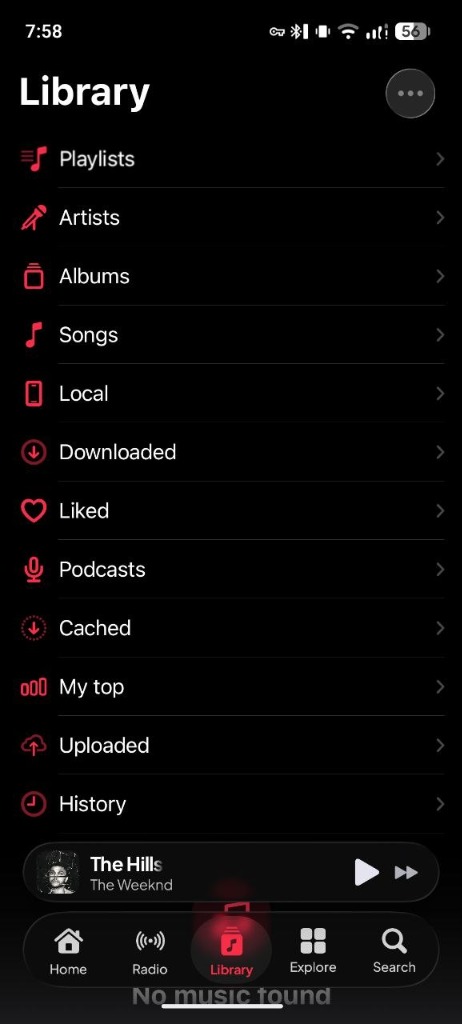 7:58
56
Library
Playlists
Artists
Albums
Songs
Local
Downloaded
Liked
Podcasts
Cached
My top
Uploaded
History
The Hills
The Weeknd
Home
Radio
Library
Explore
Search
No music found